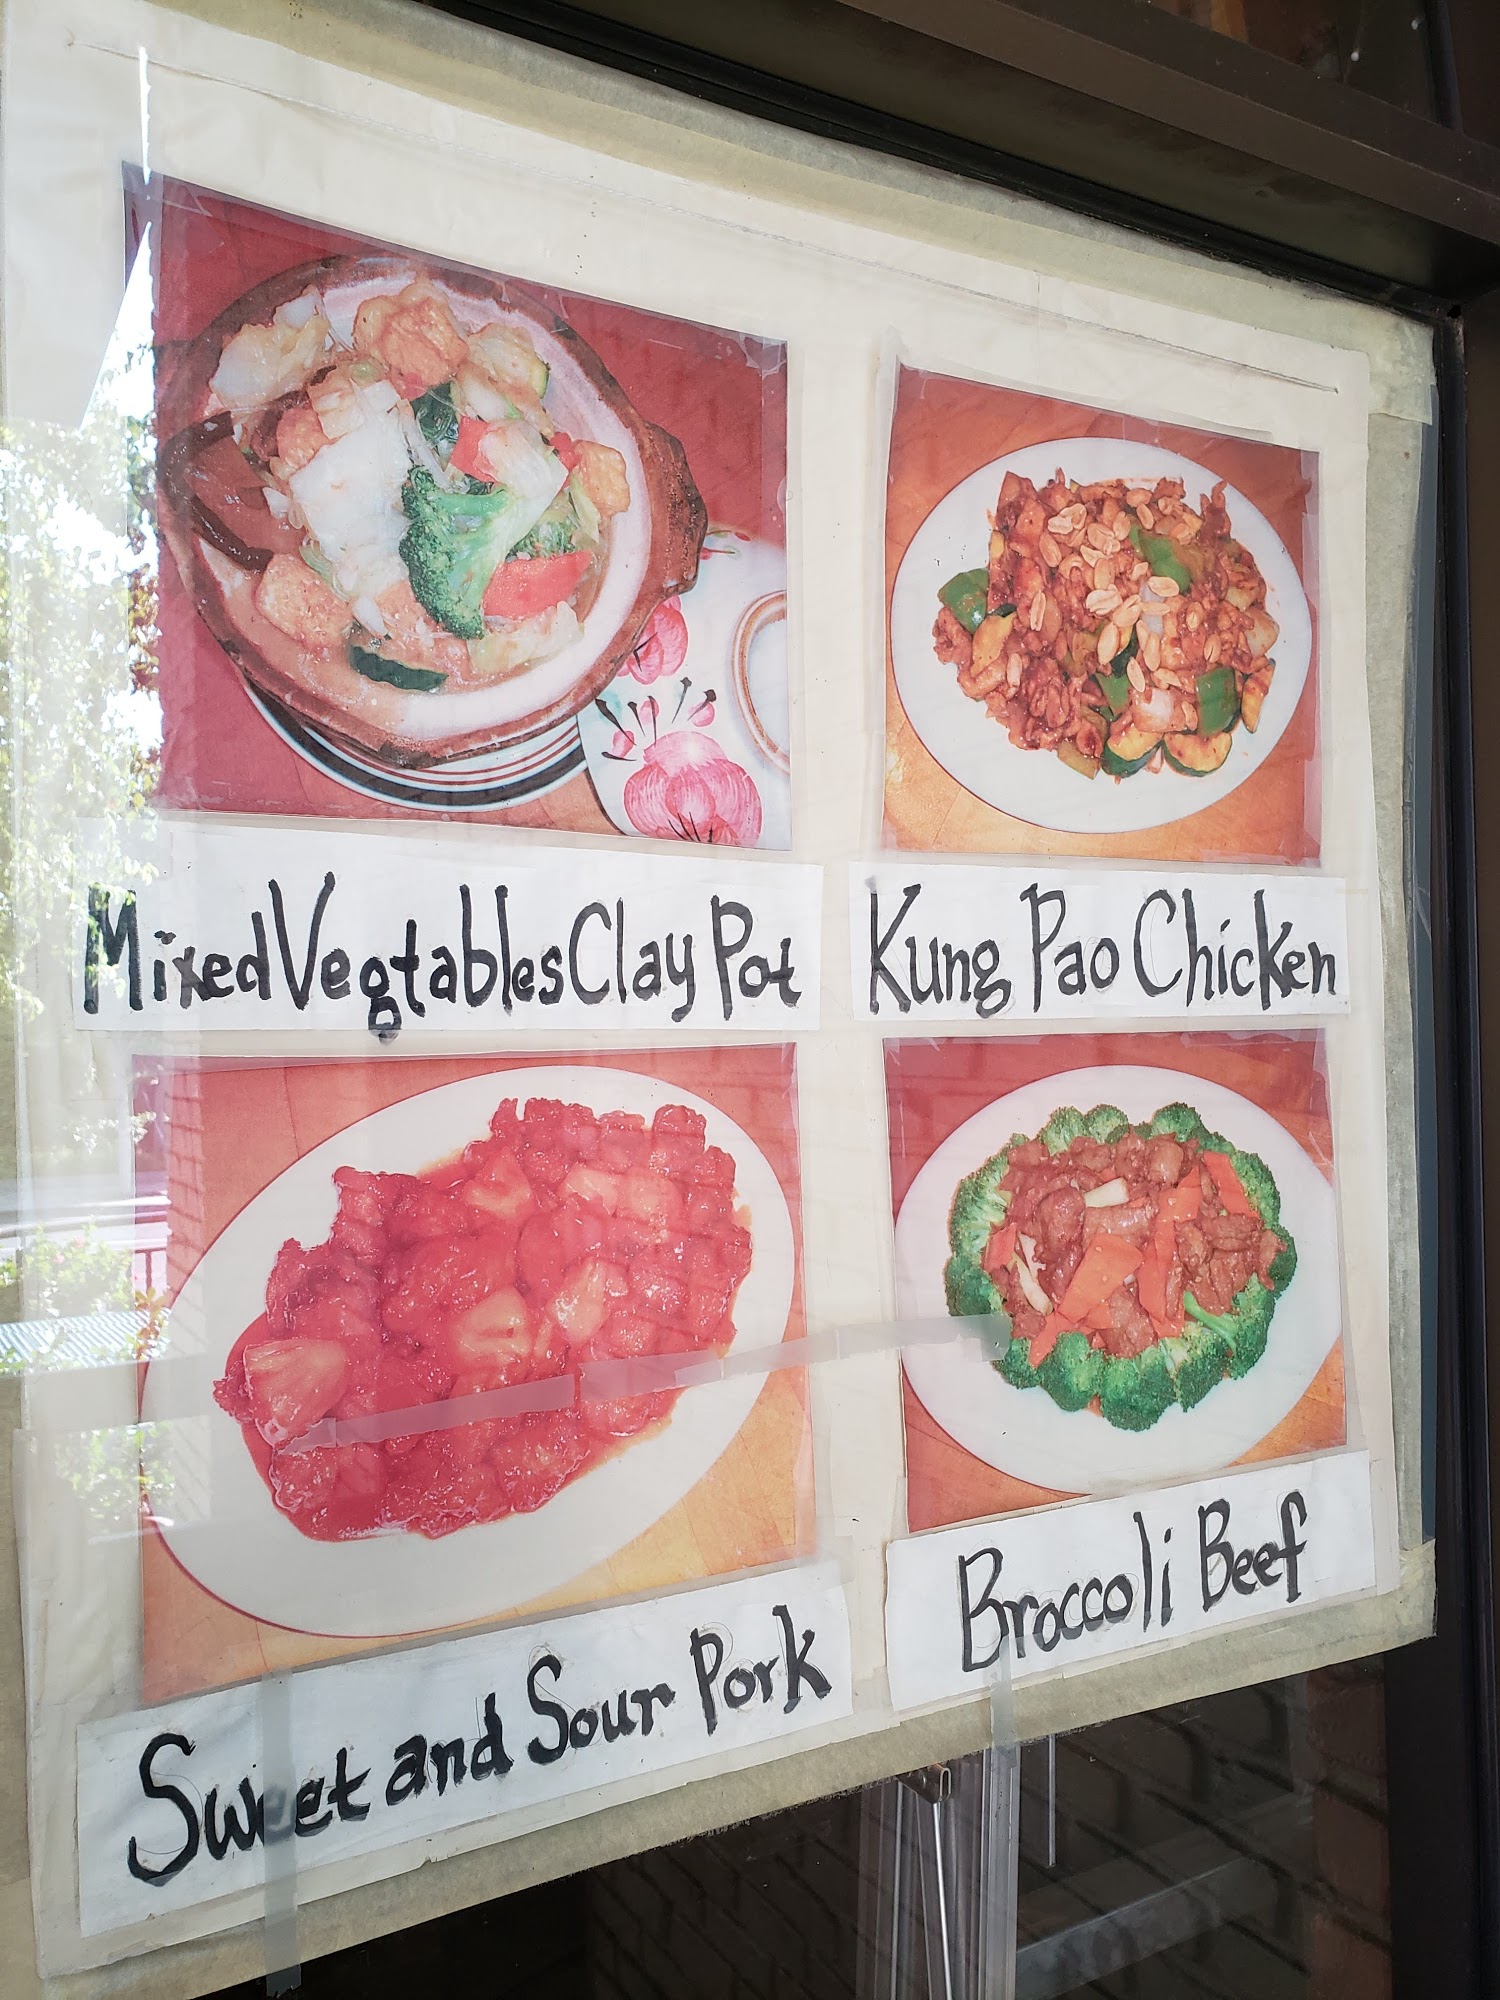 Mixed Vegtables Clay Pot
Kung Pao Chicken
Sweet and Sour Pork
Broccoli Beef